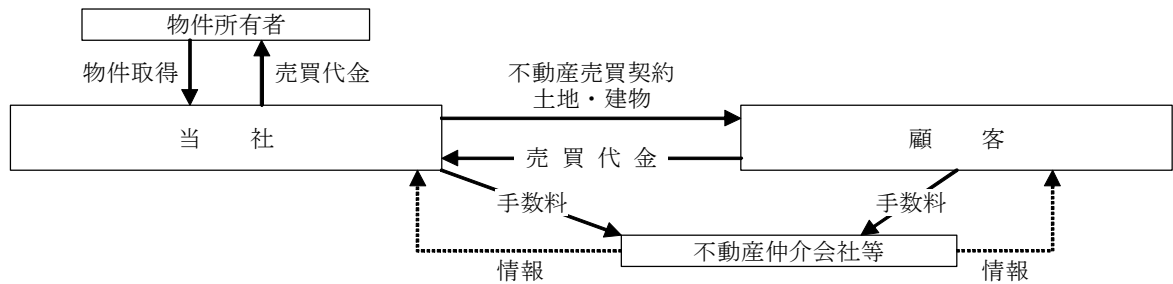 物件所有者
物件取得
売買代金
不動産売買契約
土地・建物
当　　社
顧　　客
売 買 代 金
手数料
手数料
不動産仲介会社等
情報
情報